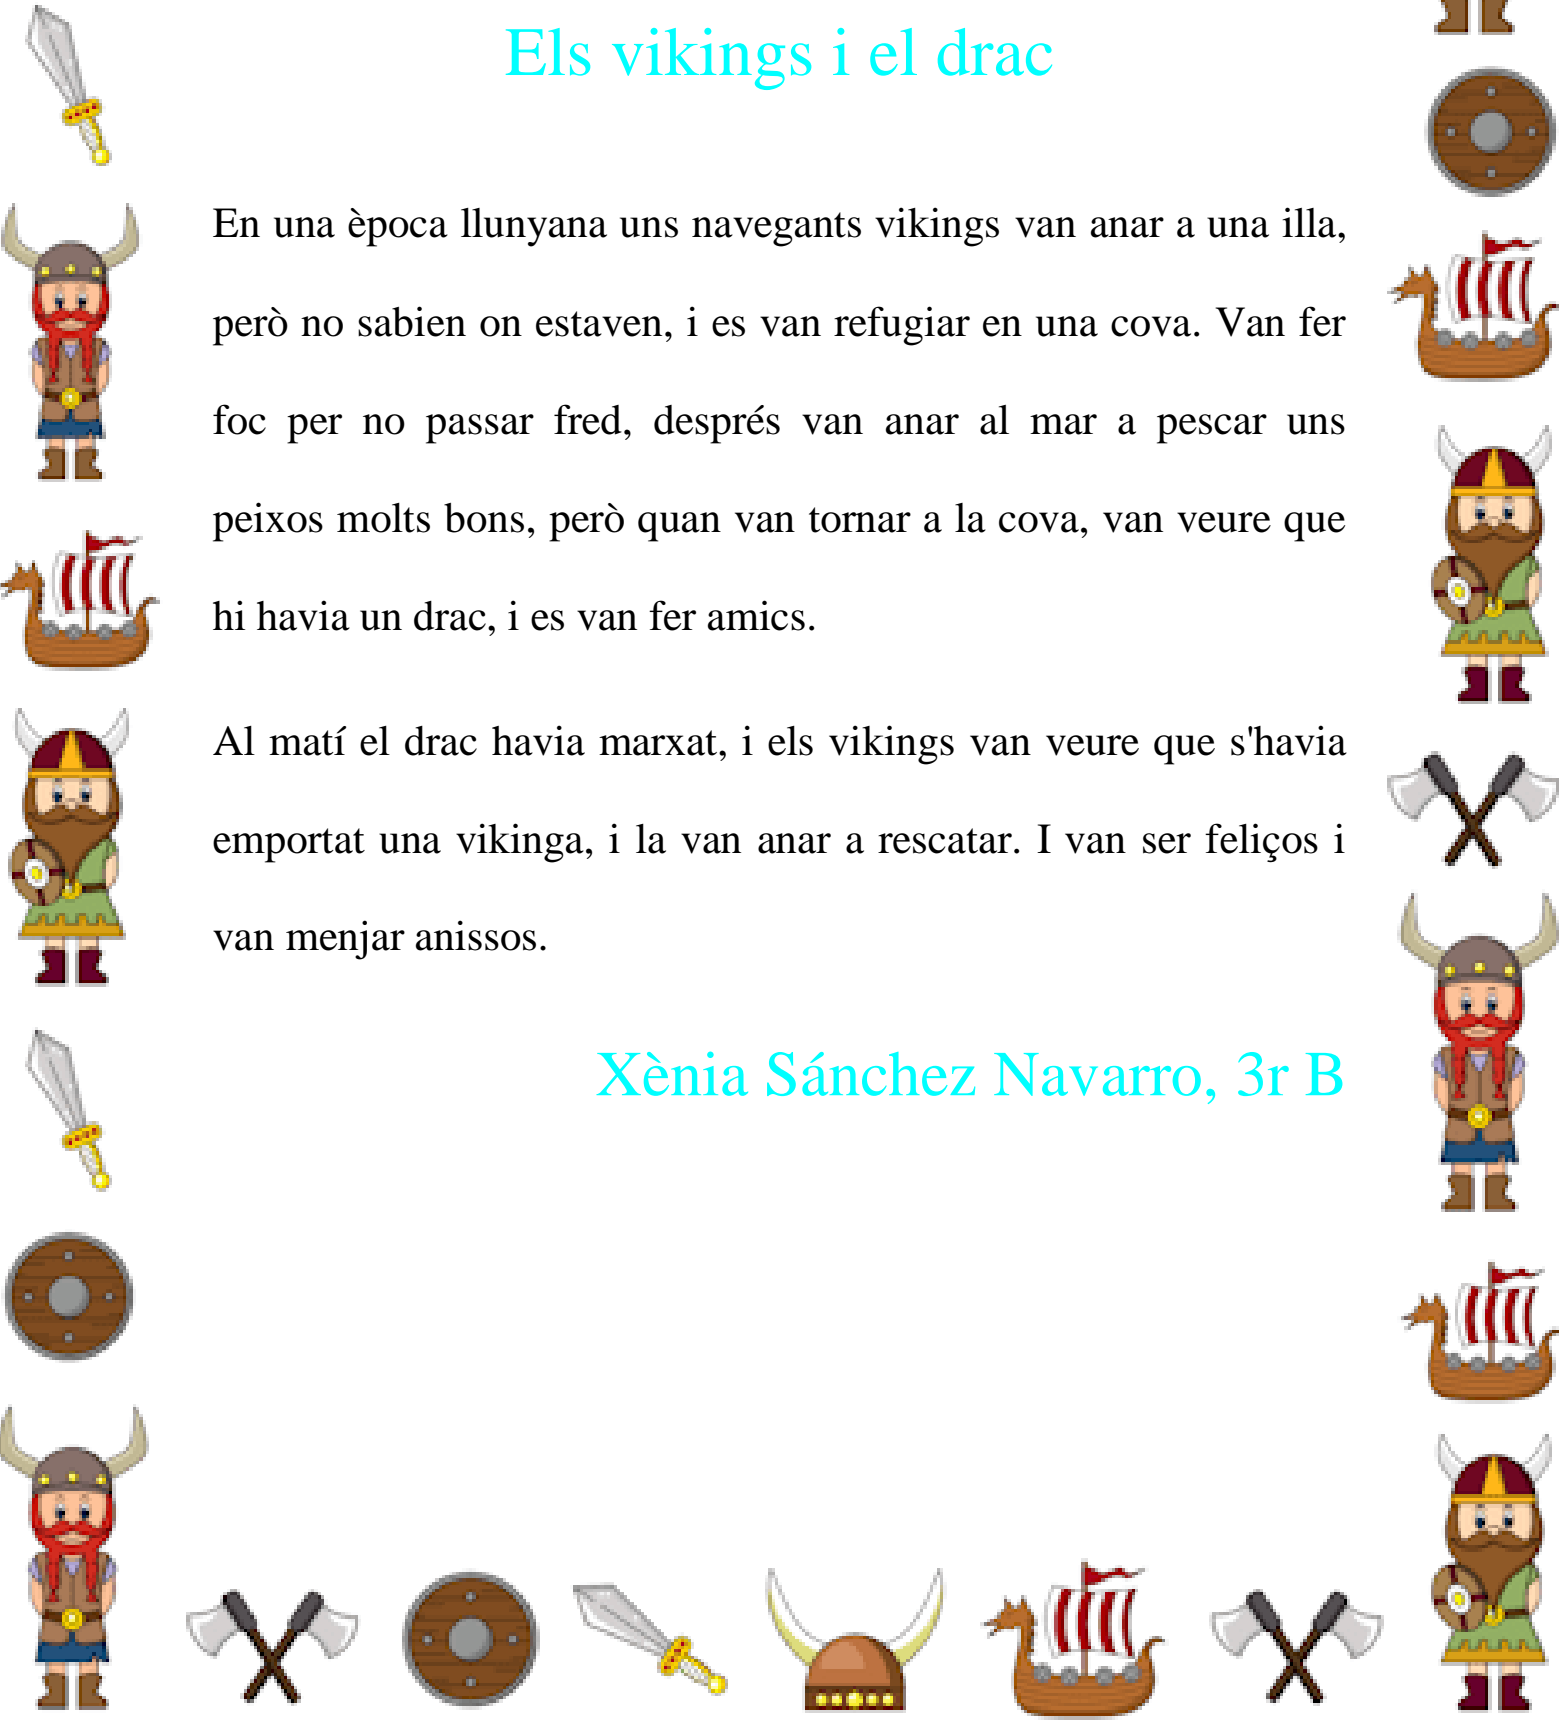 Els vikings i el drac
En una època llunyana uns navegants vikings van anar a una illa,
però no sabien on estaven, i es van refugiar en una cova. Van fer
foc per no passar fred, després van anar al mar a pescar uns
peixos molts bons, però quan van tornar a la cova, van veure que
hi havia un drac, i es van fer amics.
Al matí el drac havia marxat, i els vikings van veure que s'havia
emportat una vikinga, i la van anar a rescatar. I van ser feliços i
van menjar anissos.
Xènia Sánchez Navarro, 3r B